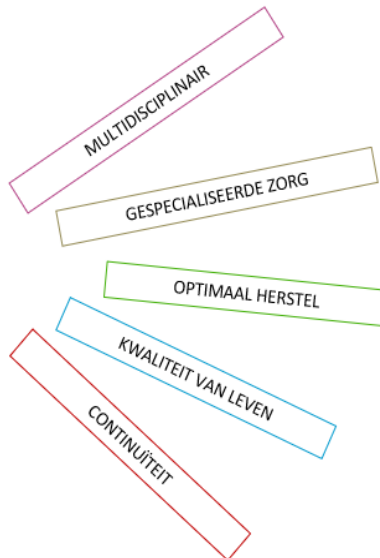 MULTIDISCIPLINAIR
GESPECIALISEERDE ZORG
OPTIMAAL HERSTEL
KWALITEIT VAN LEVEN
CONTINUÏTEIT